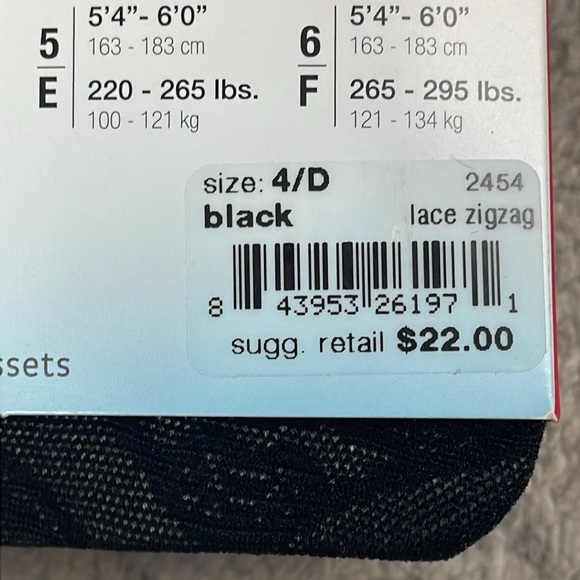 5'4"- 6'0"
163 - 183 cm
5
E
220 - 265 lbs.
100 - 121 kg
5'4"- 6'0"
163 - 183 cm
6
F
265 - 295 lbs.
121 - 134 kg
size: 4/D 2454
black lace zigzag
8 43953 26197 1
sugg. retail $22.00
ssets